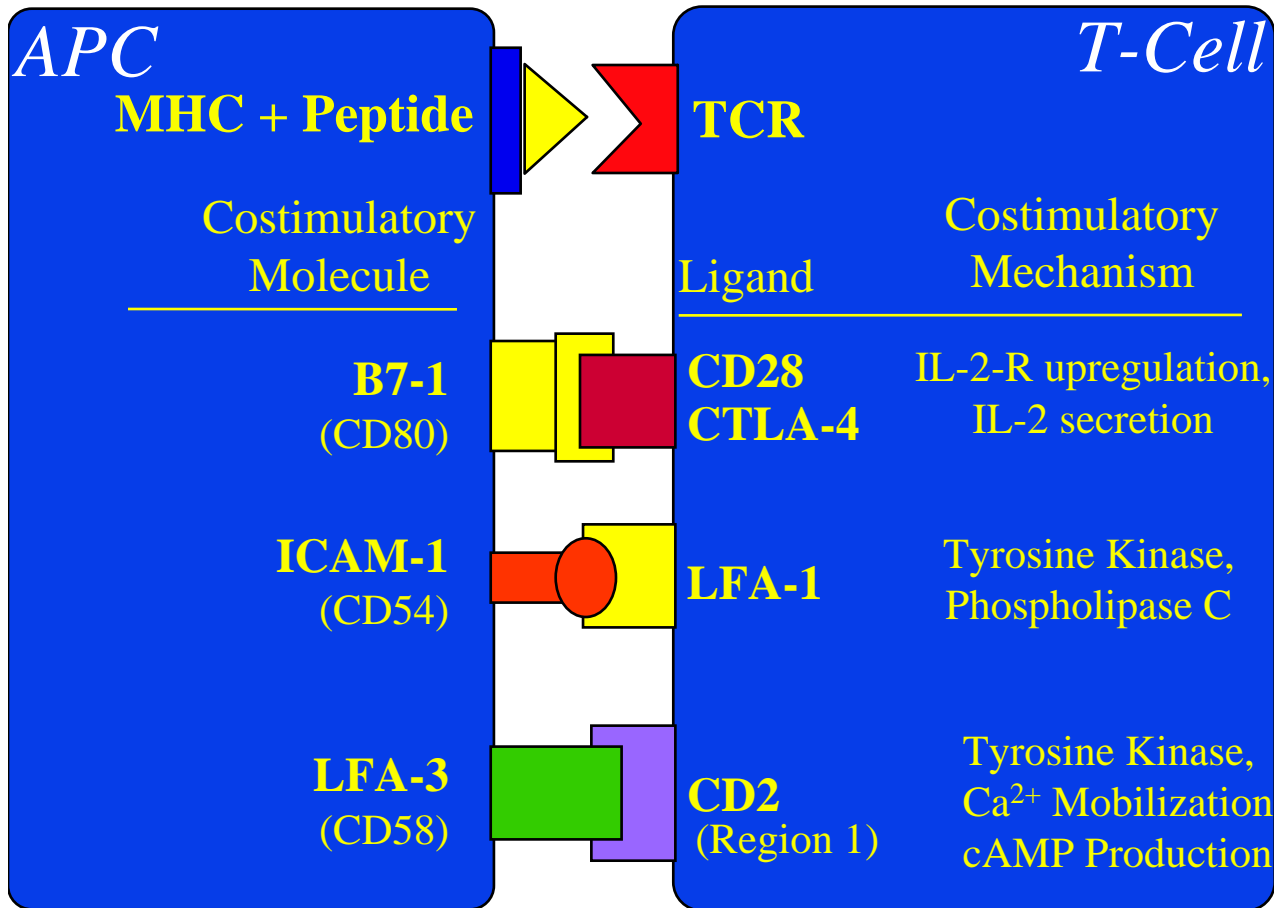 APC
T-Cell
MHC + Peptide
TCR
Costimulatory
Molecule
Ligand
Costimulatory
Mechanism
B7-1
(CD80)
CD28
CTLA-4
IL-2-R upregulation,
IL-2 secretion
ICAM-1
(CD54)
LFA-1
Tyrosine Kinase,
Phospholipase C
LFA-3
(CD58)
CD2
(Region 1)
Tyrosine Kinase,
Ca²⁺ Mobilization
cAMP Production